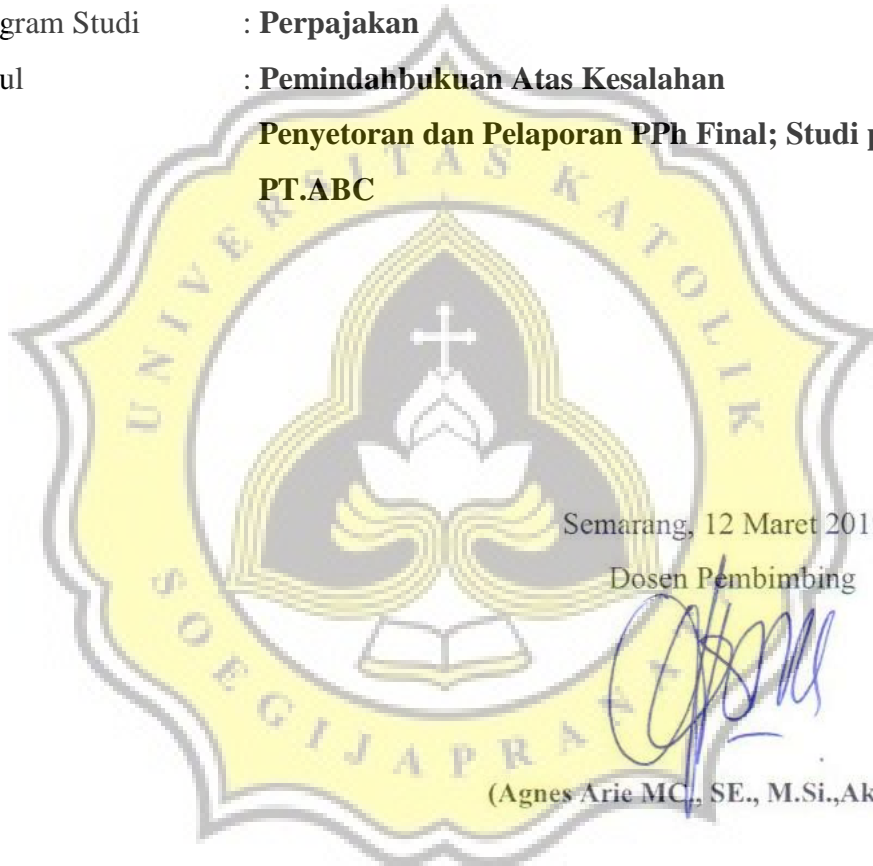 gram Studi : Perpajakan
ul : Pemindahbukuan Atas Kesalahan
Penyetoran dan Pelaporan PPh Final; Studi p
PT.ABC
UNIVERSITAS KATOLIK
SOEGIJAPRANA
Semarang, 12 Maret 201
Dosen Pembimbing
(Agnes Arie MC., SE., M.Si.,Ak